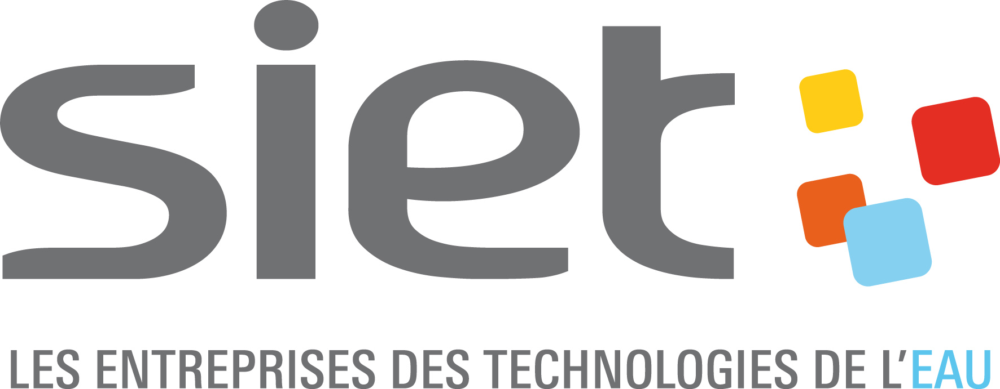 siet
LES ENTREPRISES DES TECHNOLOGIES DE L'EAU